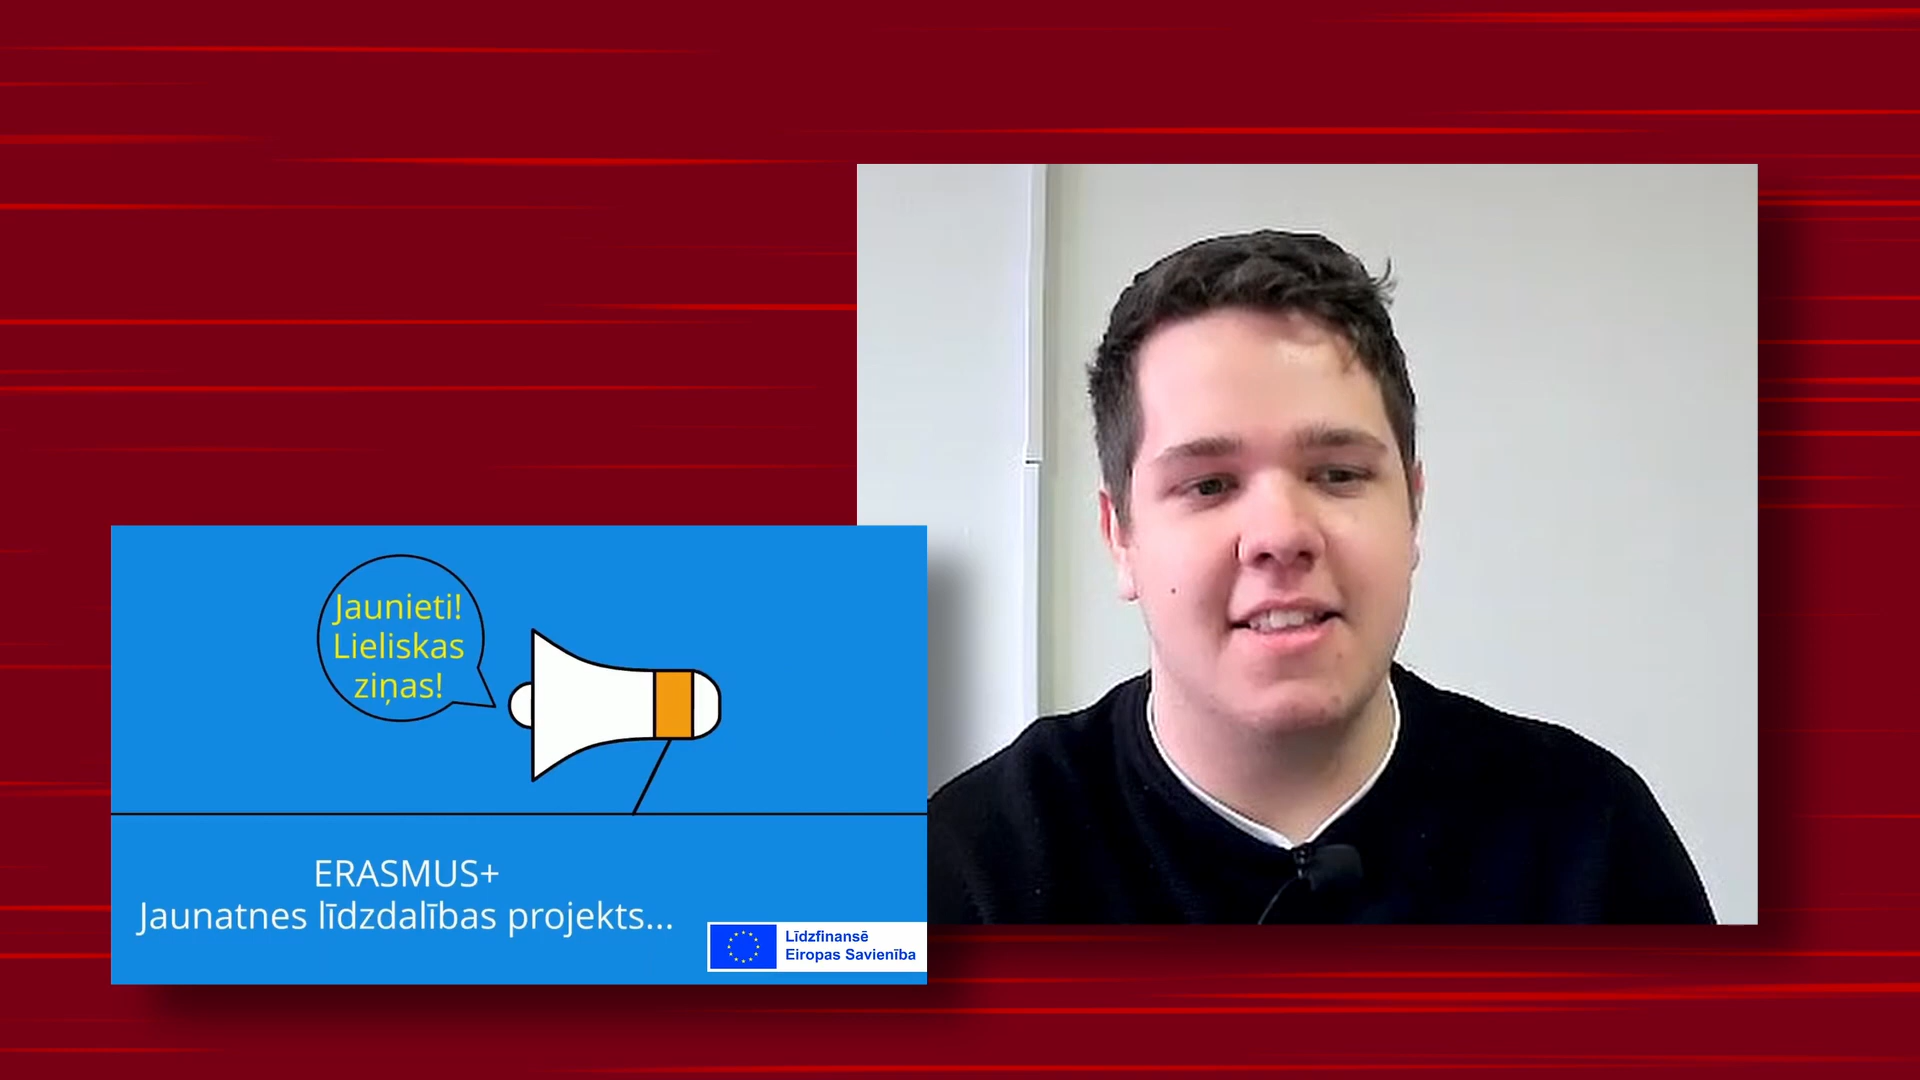 Jaunieti!
Lieliskas
ziņas!
ERASMUS+
Jaunatnes līdzdalības projekts...
Līdzfinansē
Eiropas Savienība